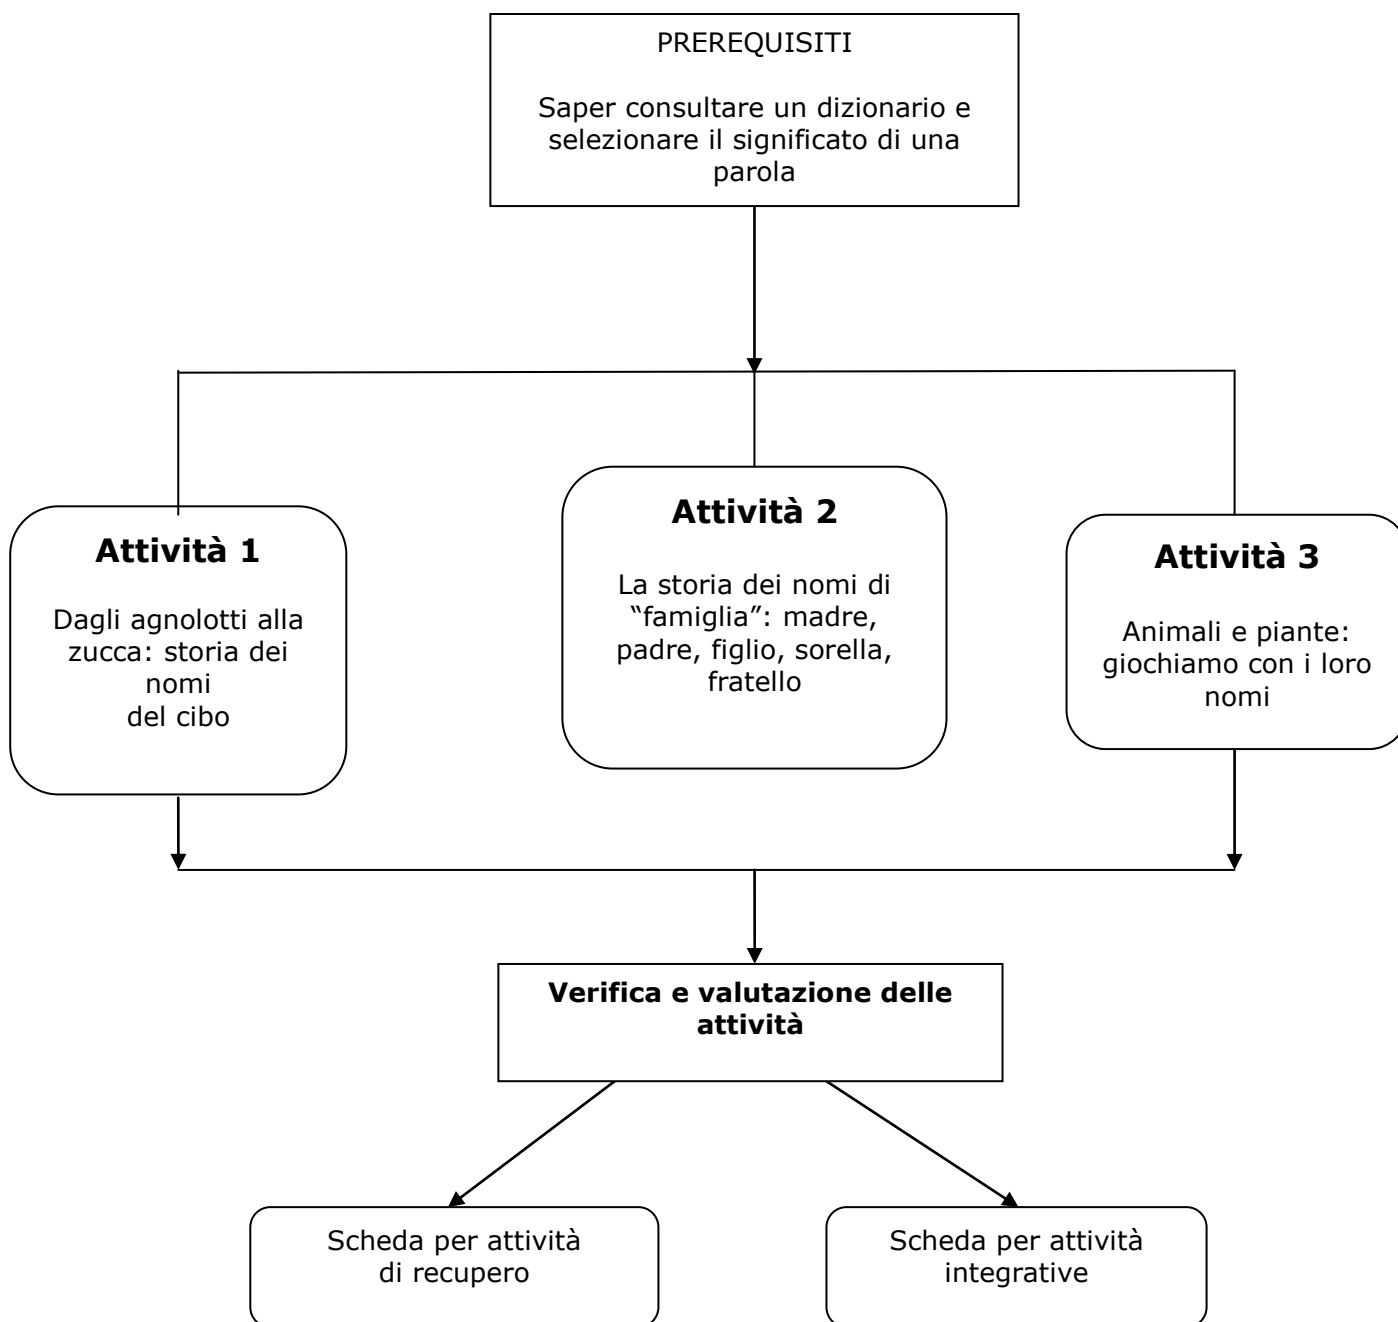 PREREQUISITI
Saper consultare un dizionario e
selezionare il significato di una
parola
Attività 1
Dagli agnolotti alla
zucca: storia dei
nomi
del cibo
Attività 2
La storia dei nomi di
“famiglia”: madre,
padre, figlio, sorella,
fratello
Attività 3
Animali e piante:
giochiamo con i loro
nomi
Verifica e valutazione delle
attività
Scheda per attività
di recupero
Scheda per attività
integrative